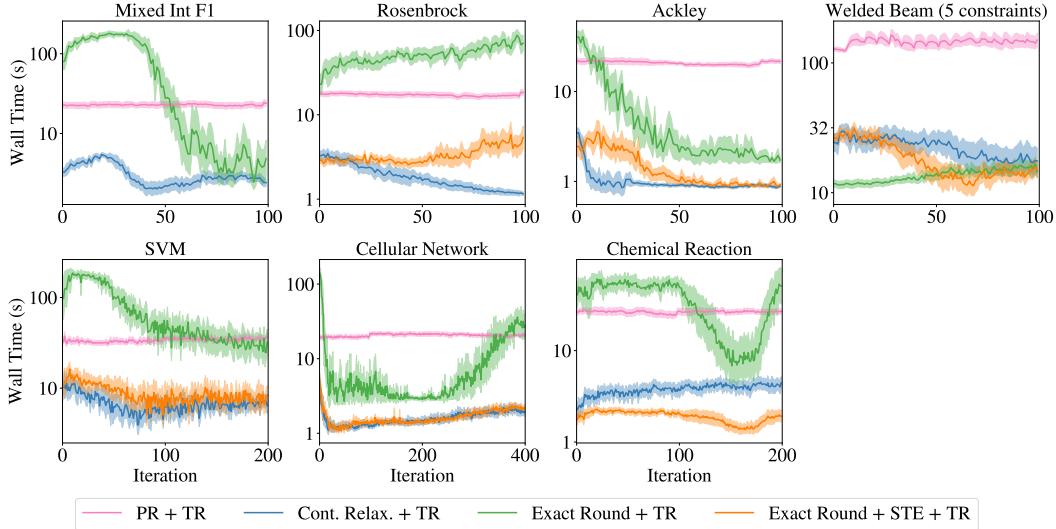 Mixed Int F1
Rosenbrock
Ackley
Welded Beam (5 constraints)
Wall Time (s)
100
10
0 50 100
100
10
1
0 50 100
10
1
0 50 100
100
32
10
0 50 100
SVM
Cellular Network
Chemical Reaction
Wall Time (s)
100
10
0 100 200
Iteration
100
10
1
0 200 400
Iteration
10
1
0 100 200
Iteration
PR + TR
Cont. Relax. + TR
Exact Round + TR
Exact Round + STE + TR